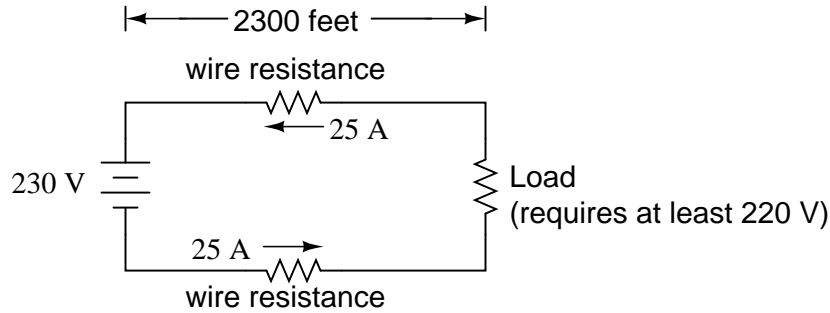 2300 feet
wire resistance
25 A
230 V
Load
(requires at least 220 V)
25 A
wire resistance